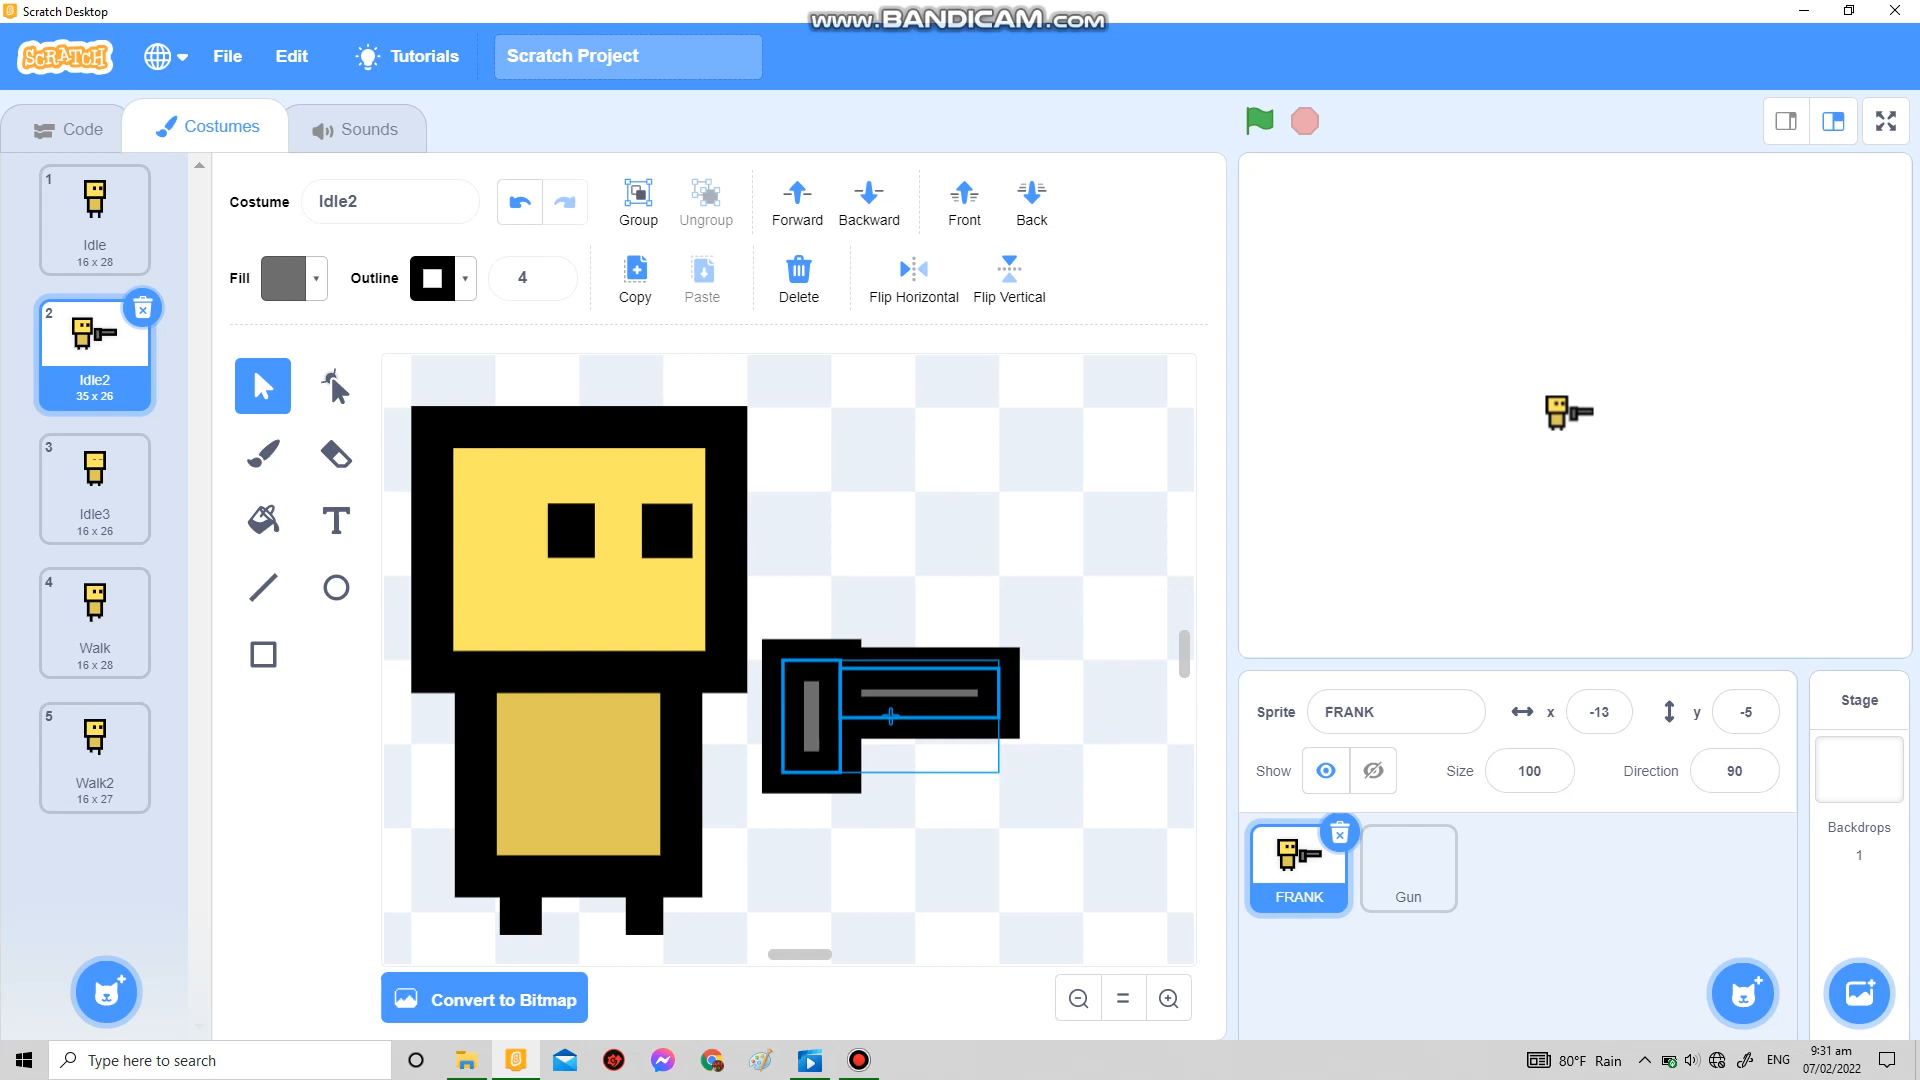 Scratch Desktop
www.BANDICAM.com
SCRATCH
File
Edit
Tutorials
Scratch Project
Code
Costumes
Sounds
1
Idle
16 x 28
2
Idle2
35 x 26
3
Idle3
16 x 26
4
Walk
16 x 28
5
Walk2
16 x 27
Costume
Idle2
Group
Ungroup
Forward
Backward
Front
Back
Fill
Outline
4
Copy
Paste
Delete
Flip Horizontal
Flip Vertical
T
Convert to Bitmap
Sprite
FRANK
x
-13
y
-5
Show
Size
100
Direction
90
FRANK
Gun
Stage
Backdrops
1
Type here to search
80°F Rain
ENG
9:31 am
07/02/2022